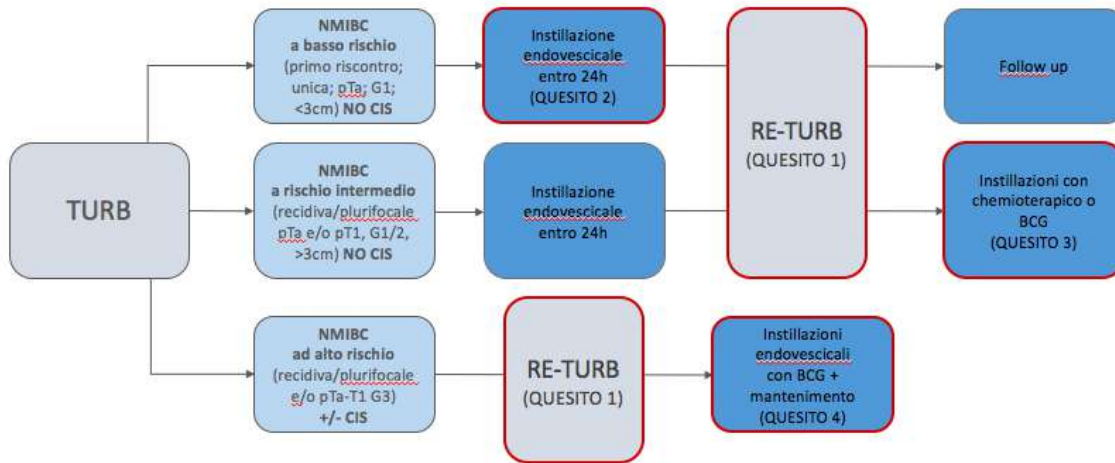 TURB
NMIBC
a basso rischio
(primo riscontro;
unica; pTa; G1;
<3cm) NO CIS
Instillazione
endovescicale
entro 24h
(QUESITO 2)
NMIBC
a rischio intermedio
(recidiva/plurifocale
pTa e/o pT1, G1/2,
>3cm) NO CIS
Instillazione
endovescicale
entro 24h
RE-TURB
(QUESITO 1)
Follow up
Instillazioni con
chemioterapico o
BCG
(QUESITO 3)
NMIBC
ad alto rischio
(recidiva/plurifocale
e/o pTa-T1 G3)
+/- CIS
RE-TURB
(QUESITO 1)
Instillazioni
endovescicali
con BCG +
mantenimento
(QUESITO 4)